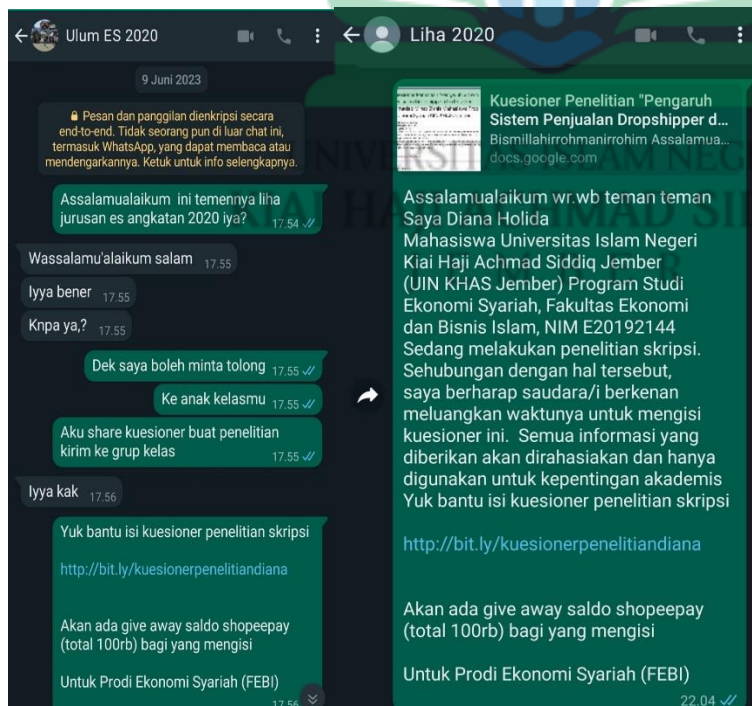 Ulum ES 2020
9 Juni 2023
Pesan dan panggilan dienkripsi secara
end-to-end. Tidak seorang pun di luar chat ini,
termasuk WhatsApp, yang dapat membaca atau
mendengarkannya. Ketuk untuk info selengkapnya.
Assalamualaikum ini temennya liha
jurusan es angkatan 2020 iya?
17.54
Wassalamu'alaikum salam 17.55
Iyya bener 17.55
Knpa ya,? 17.55
Dek saya boleh minta tolong 17.55
Ke anak kelasmu 17.55
Aku share kuesioner buat penelitian
kirim ke grup kelas
17.55
Iyya kak 17.56
Yuk bantu isi kuesioner penelitian skripsi
http://bit.ly/kuesionerpenelitiandiana
Akan ada give away saldo shopeepay
(total 100rb) bagi yang mengisi
Untuk Prodi Ekonomi Syariah (FEBI)
17.56
Liha 2020
Kuesioner Penelitian "Pengaruh
Sistem Penjualan Dropshipper d...
Bismillahirrohmanirrohim Assalamua...
docs.google.com
Assalamualaikum wr.wb teman teman
Saya Diana Holida
Mahasiswa Universitas Islam Negeri
Kiai Haji Achmad Siddiq Jember
(UIN KHAS Jember) Program Studi
Ekonomi Syariah, Fakultas Ekonomi
dan Bisnis Islam, NIM E20192144
Sedang melakukan penelitian skripsi.
Sehubungan dengan hal tersebut,
saya berharap saudara/i berkenan
meluangkan waktunya untuk mengisi
kuesioner ini. Semua informasi yang
diberikan akan dirahasiakan dan hanya
digunakan untuk kepentingan akademis
Yuk bantu isi kuesioner penelitian skripsi
http://bit.ly/kuesionerpenelitiandiana
Akan ada give away saldo shopeepay
(total 100rb) bagi yang mengisi
Untuk Prodi Ekonomi Syariah (FEBI)
22.04